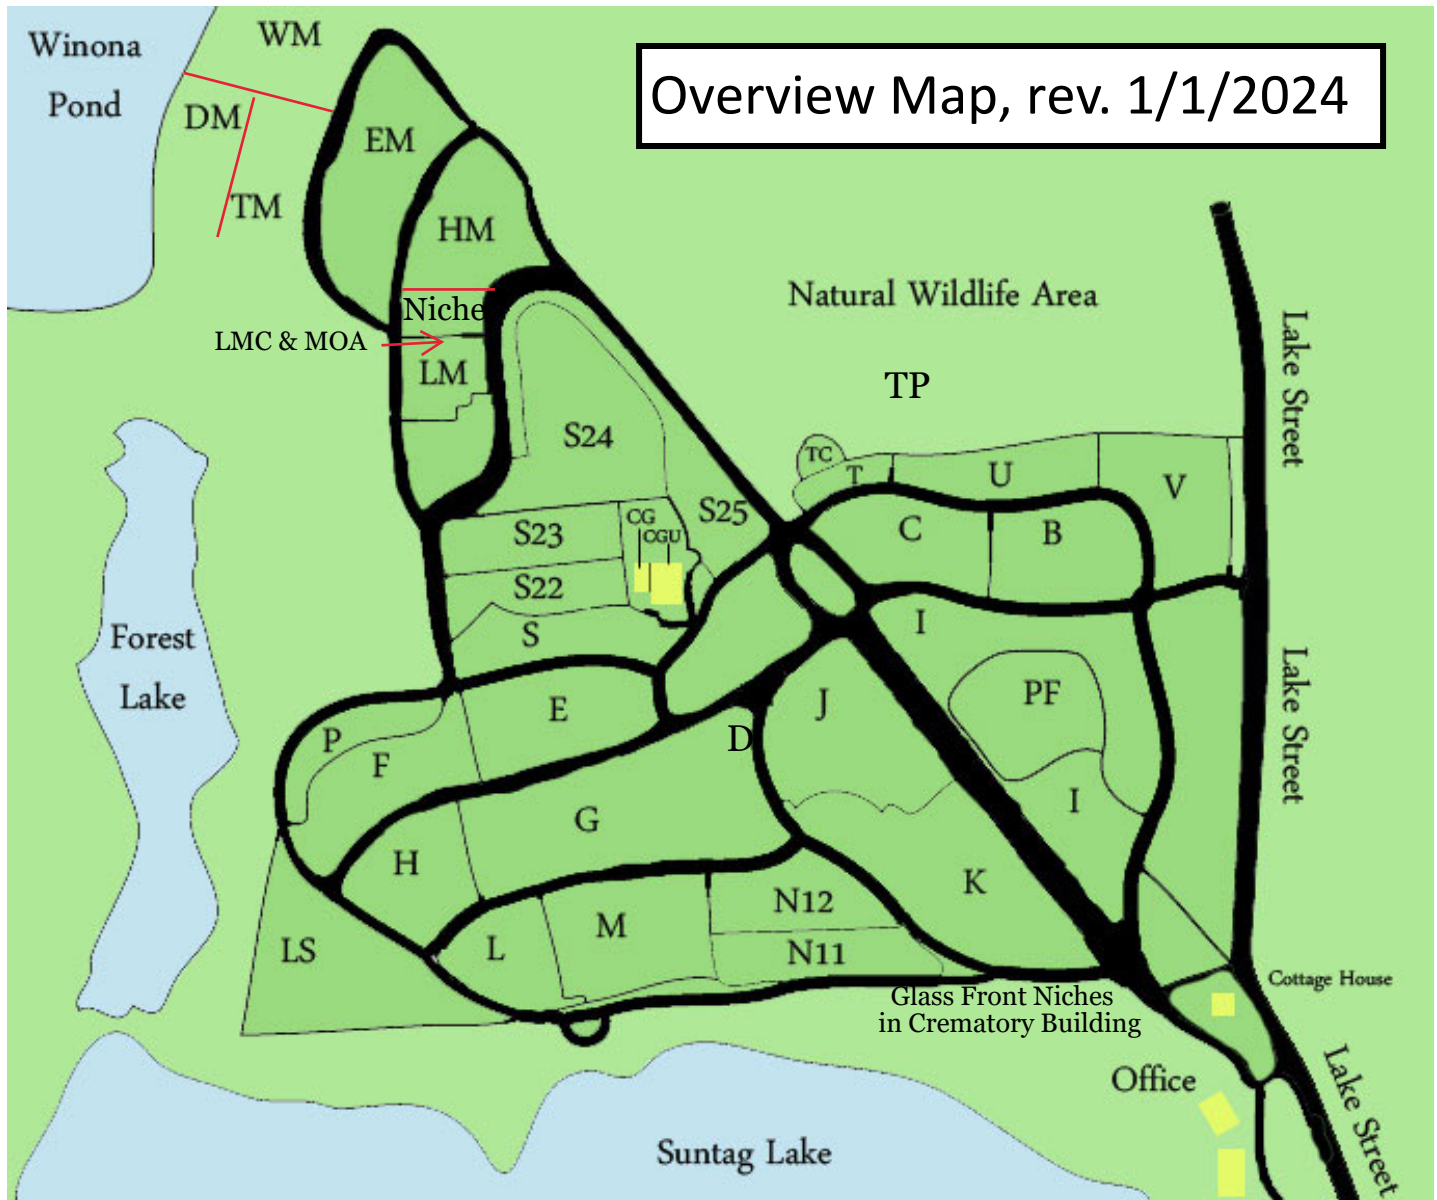 Winona
Pond
WM
Overview Map, rev. 1/1/2024
DM
EM
TM
HM
Natural Wildlife Area
Niche
LMC & MOA
LM
TP
Lake Street
S24
TC
T
U
V
S25
CG
CGU
S23
C
B
S22
S
I
Forest
Lake
PF
E
J
P
F
D
Lake Street
I
G
H
K
N12
M
L
LS
N11
Cottage House
Glass Front Niches
in Crematory Building
Office
Lake Street
Suntag Lake